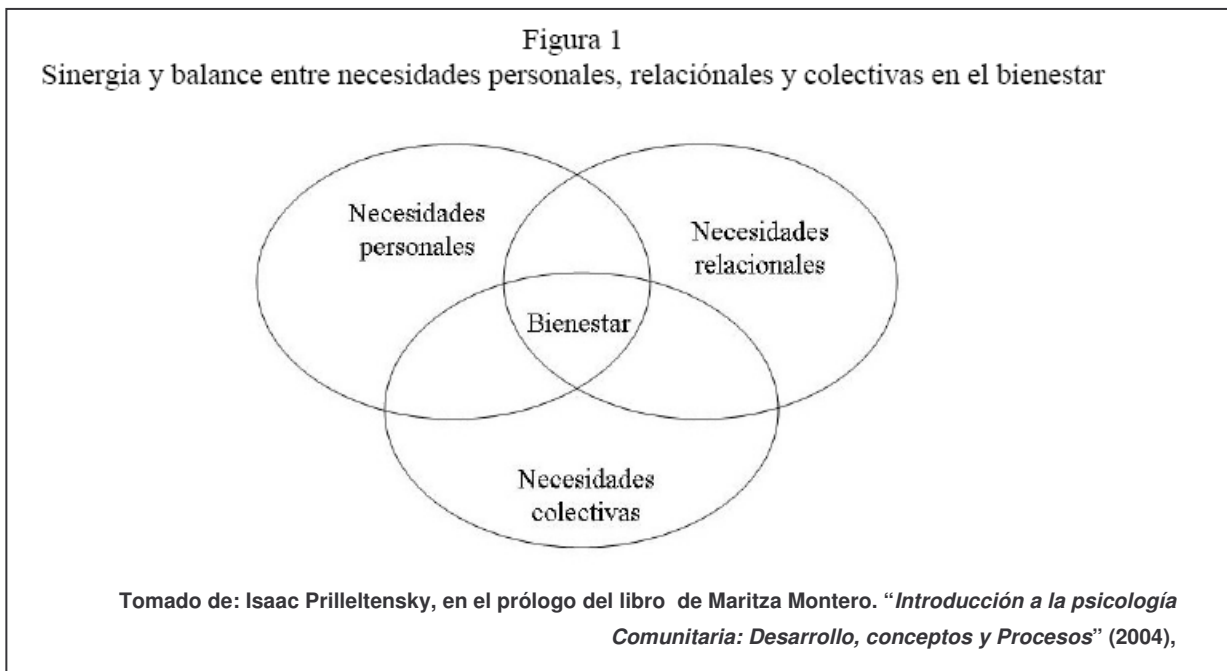 Figura 1
Sinergia y balance entre necesidades personales, relaciónales y colectivas en el bienestar
Necesidades
personales
Necesidades
relacionales
Bienestar
Necesidades
colectivas
Tomado de: Isaac Prilleltensky, en el prólogo del libro de Maritza Montero. “Introducción a la psicología
Comunitaria: Desarrollo, conceptos y Procesos” (2004),